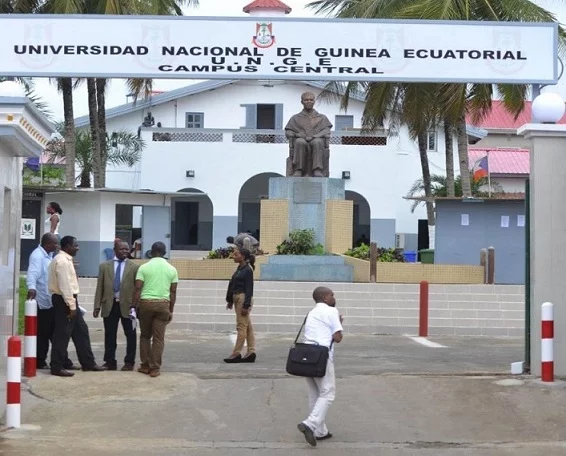 UNIVERSIDAD NACIONAL DE GUINEA ECUATORIAL
U.N.G.E
CAMPUS CENTRAL